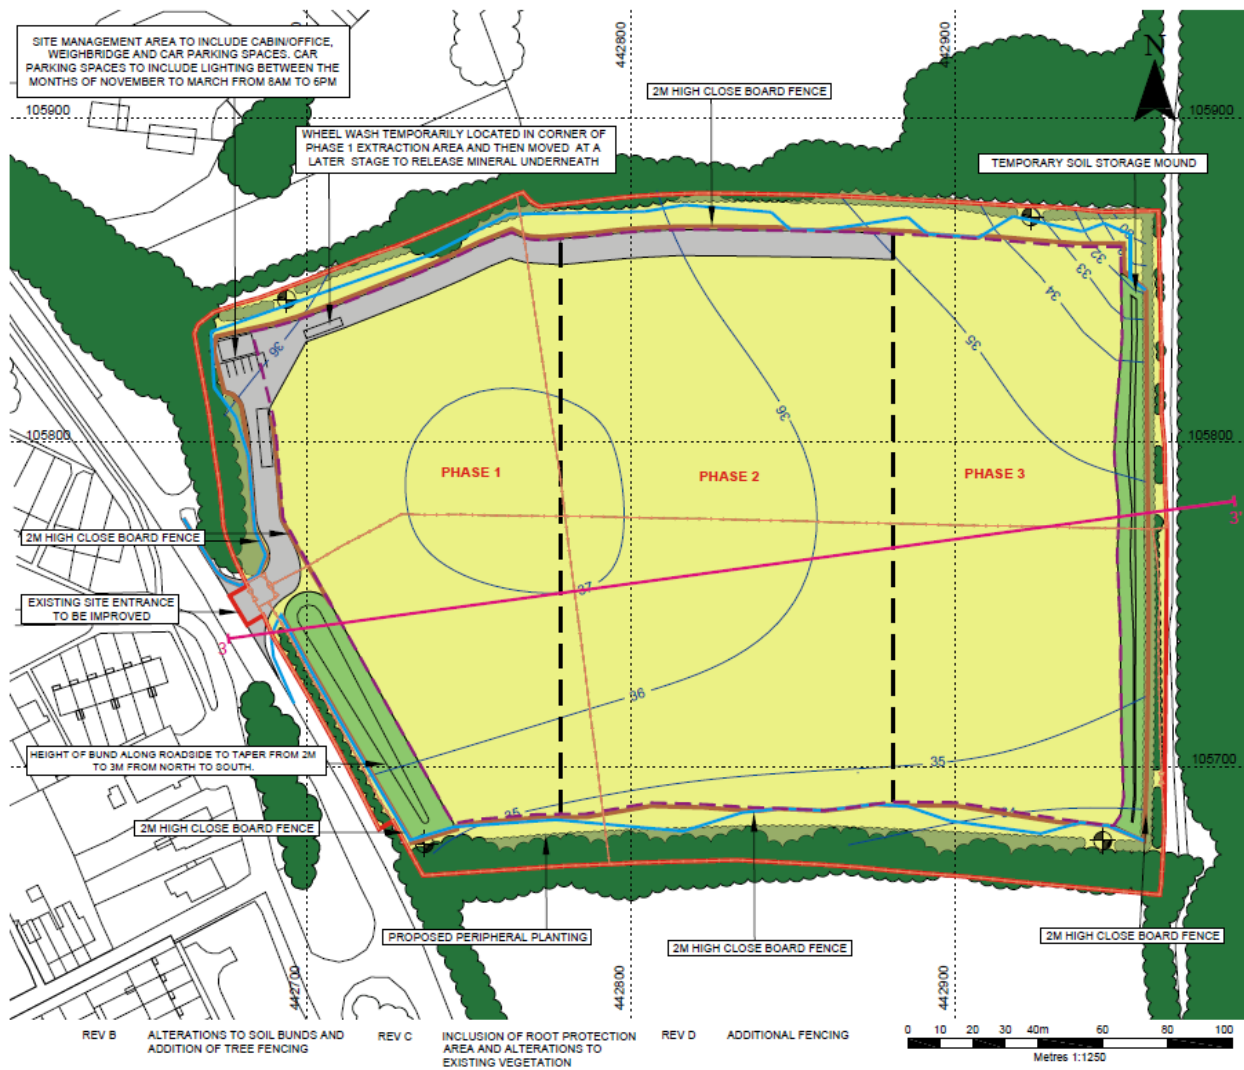 SITE MANAGEMENT AREA TO INCLUDE CABIN/OFFICE,
WEIGHBRIDGE AND CAR PARKING SPACES. CAR
PARKING SPACES TO INCLUDE LIGHTING BETWEEN THE
MONTHS OF NOVEMBER TO MARCH FROM 8AM TO 6PM
442800
442900
N
2M HIGH CLOSE BOARD FENCE
105900
105900
WHEEL WASH TEMPORARILY LOCATED IN CORNER OF
PHASE 1 EXTRACTION AREA AND THEN MOVED AT A
LATER STAGE TO RELEASE MINERAL UNDERNEATH
TEMPORARY SOIL STORAGE MOUND
32
33
34
35
36
36
105800
105800
PHASE 1
PHASE 2
PHASE 3
3'
2M HIGH CLOSE BOARD FENCE
37
EXISTING SITE ENTRANCE
TO BE IMPROVED
3
36
HEIGHT OF BUND ALONG ROADSIDE TO TAPER FROM 2M
TO 3M FROM NORTH TO SOUTH.
35
105700
35
2M HIGH CLOSE BOARD FENCE
PROPOSED PERIPHERAL PLANTING
2M HIGH CLOSE BOARD FENCE
2M HIGH CLOSE BOARD FENCE
442700
442800
442900
REV B ALTERATIONS TO SOIL BUNDS AND
ADDITION OF TREE FENCING
REV C INCLUSION OF ROOT PROTECTION
AREA AND ALTERATIONS TO
EXISTING VEGETATION
REV D ADDITIONAL FENCING
0 10 20 30 40m 60 80 100
Metres 1:1250